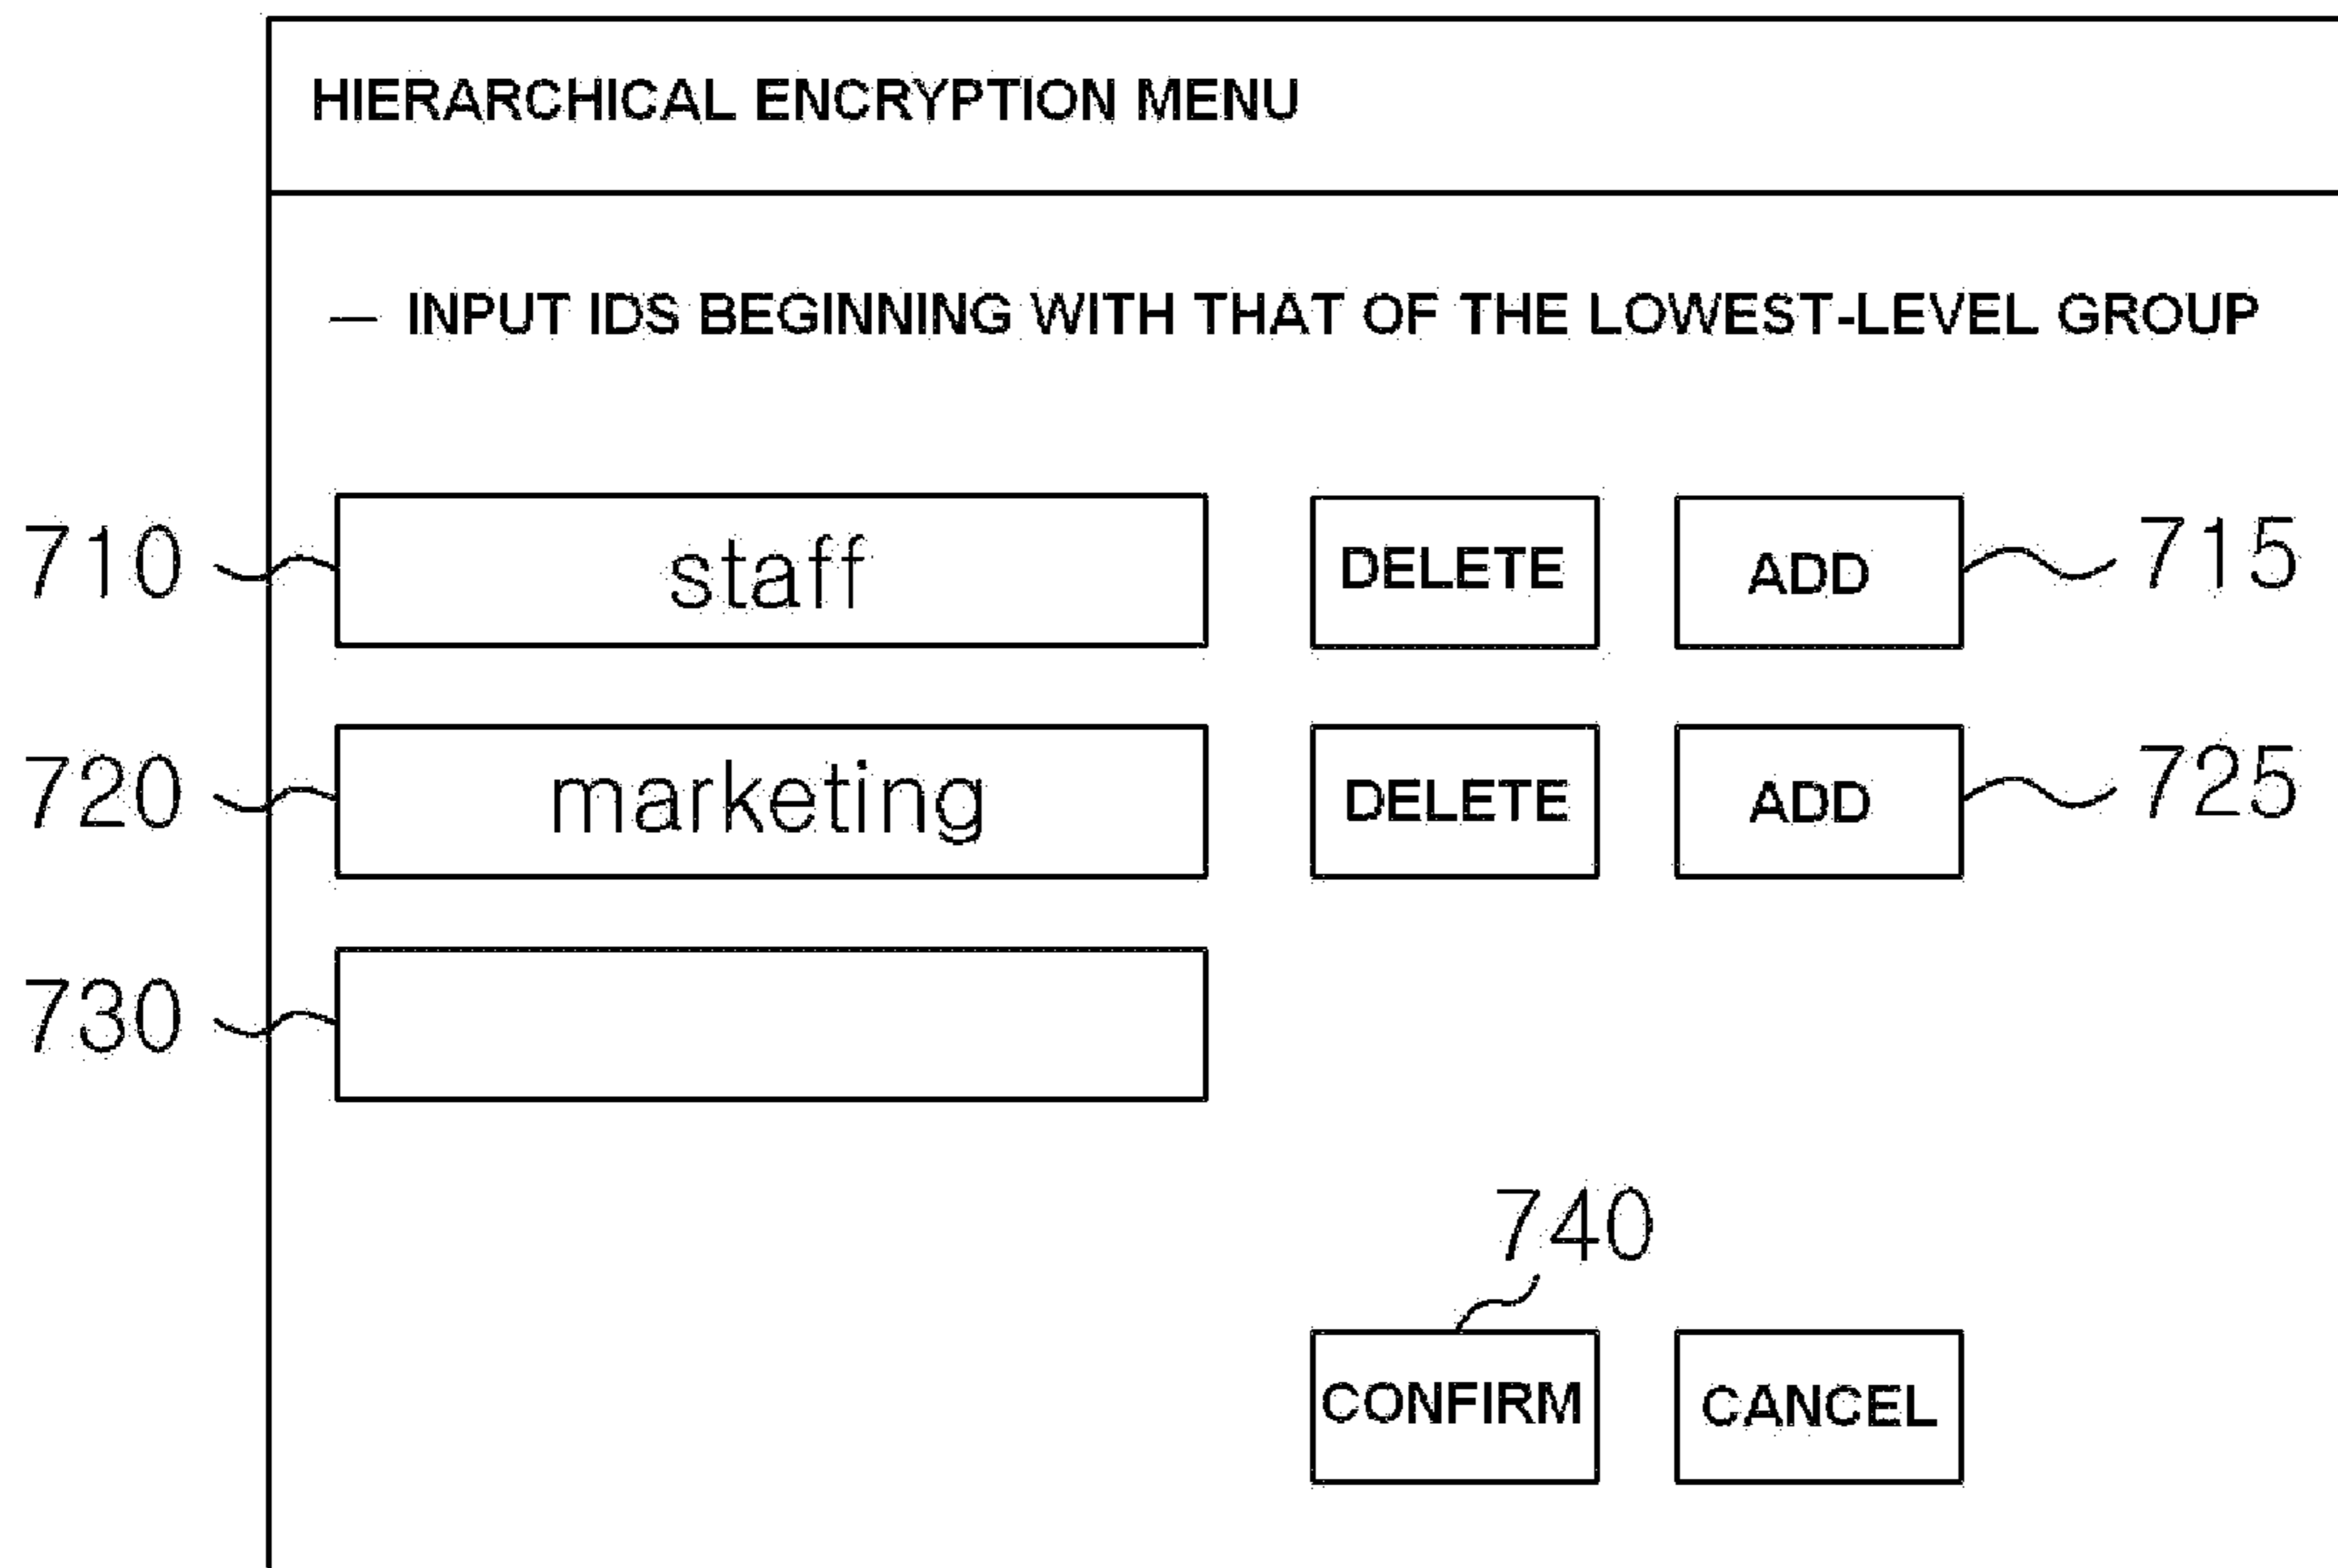 HIERARCHICAL ENCRYPTION MENU
— INPUT IDS BEGINNING WITH THAT OF THE LOWEST-LEVEL GROUP
710 staff DELETE ADD 715
720 marketing DELETE ADD 725
730
740
CONFIRM CANCEL